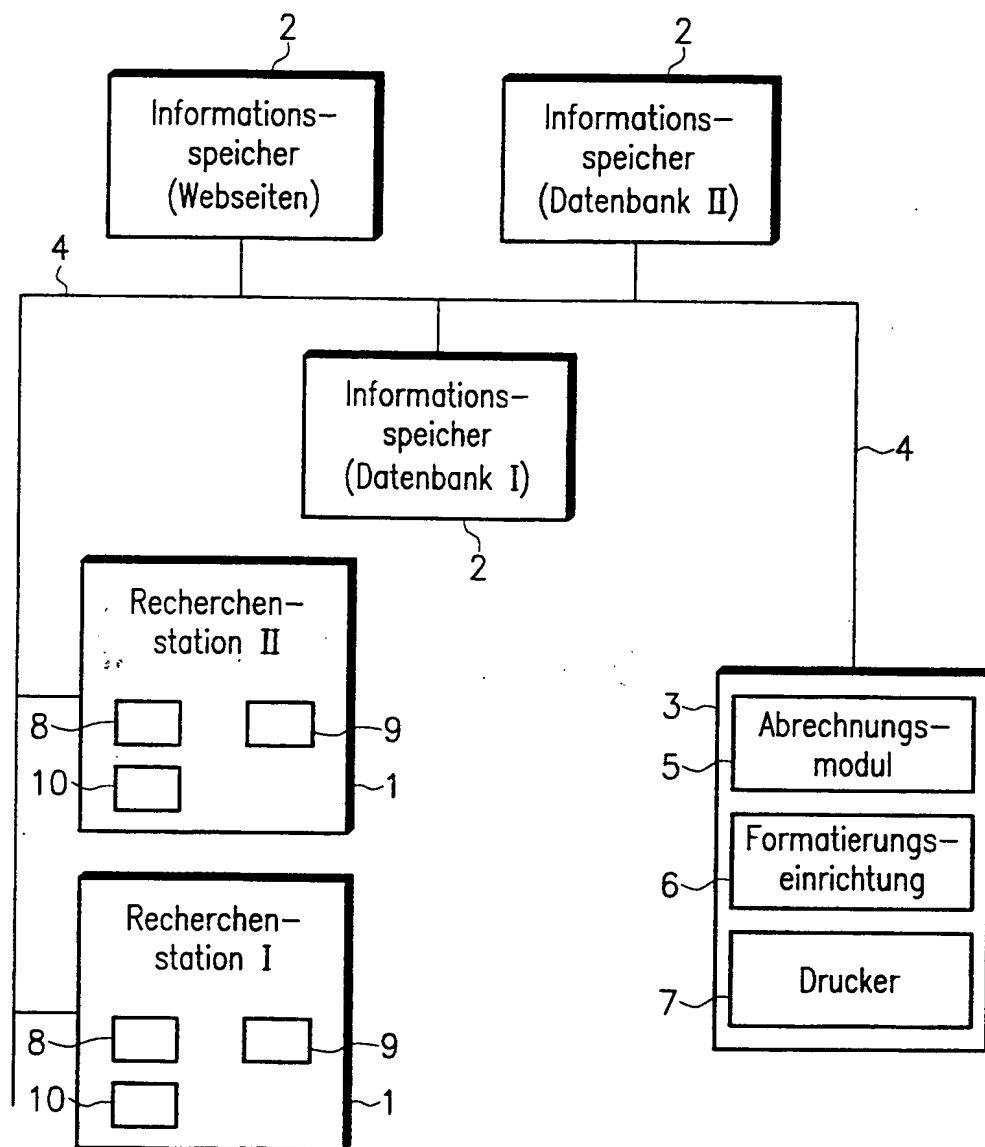 2
2
Informations-
speicher
(Webseiten)
Informations-
speicher
(Datenbank II)
4
Informations-
speicher
(Datenbank I)
4
2
Recherchen-
station II
8
9
10
1
3
Abrechnungs-
modul
5
Formatierungs-
einrichtung
6
Drucker
7
Recherchen-
station I
8
9
10
1